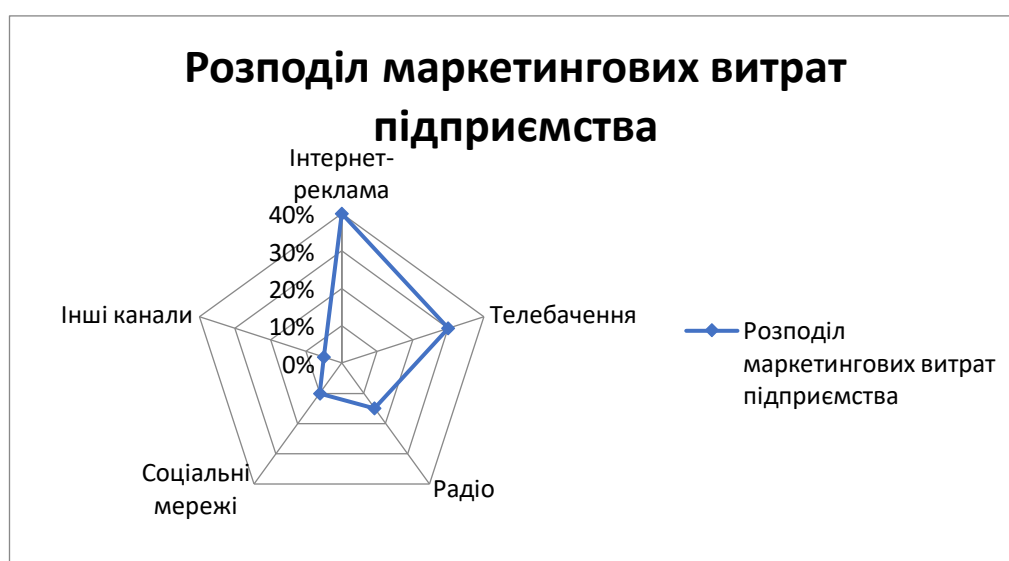 Розподіл маркетингових витрат
підприємства
Інтернет-
реклама
40%
30%
20%
10%
0%
Інші канали
Телебачення
Соціальні
мережі
Радіо
Розподіл
маркетингових витрат
підприємства